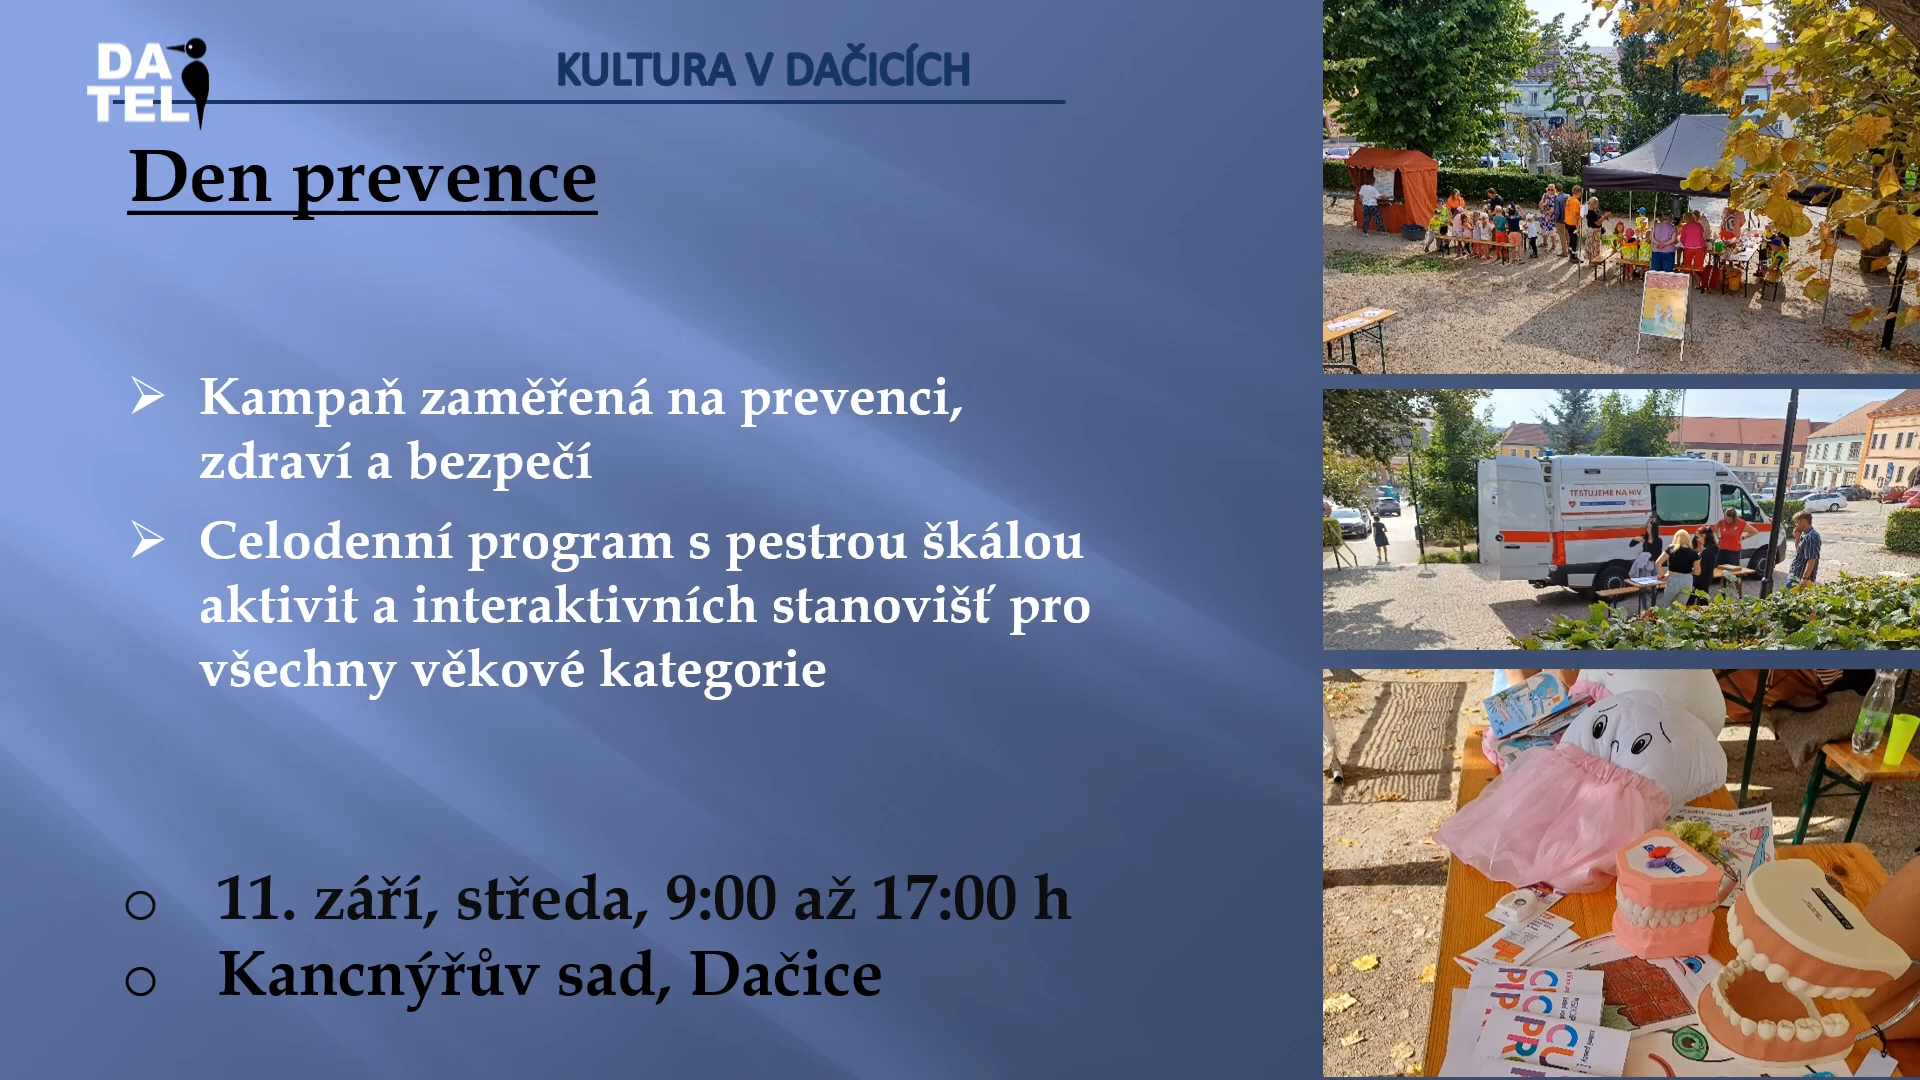 DA
TEL
KULTURA V DAČICÍCH
Den prevence
Kampaň zaměřená na prevenci,
zdraví a bezpečí
Celodenní program s pestrou škálou
aktivit a interaktivních stanovišť pro
všechny věkové kategorie
11. září, středa, 9:00 až 17:00 h
Kancnýřův sad, Dačice
TESTUJEME NA HIV